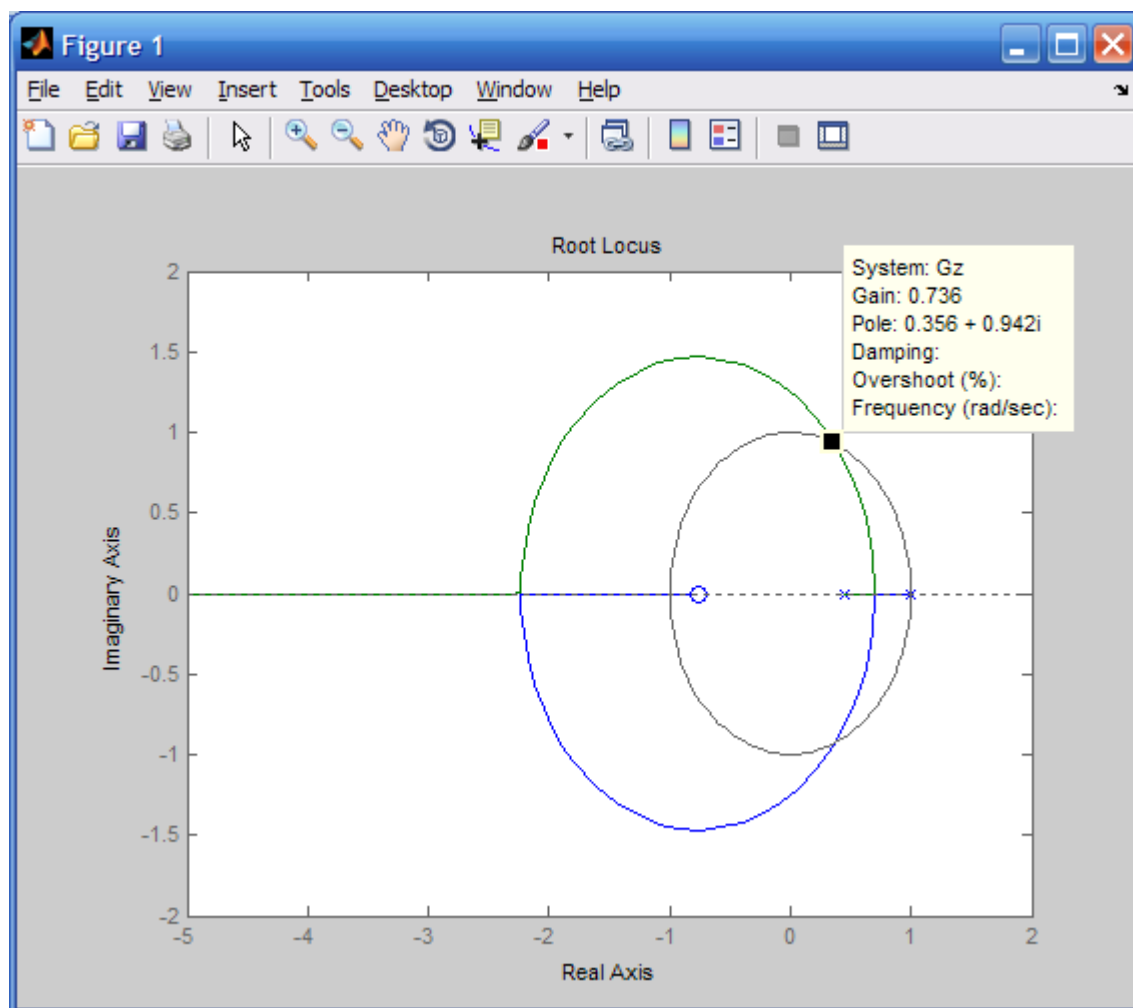 Figure 1
File Edit View Insert Tools Desktop Window Help
Root Locus
System: Gz
Gain: 0.736
Pole: 0.356 + 0.942i
Damping:
Overshoot (%):
Frequency (rad/sec):
2
1.5
1
0.5
0
-0.5
-1
-1.5
-2
Imaginary Axis
-5 -4 -3 -2 -1 0 1 2
Real Axis